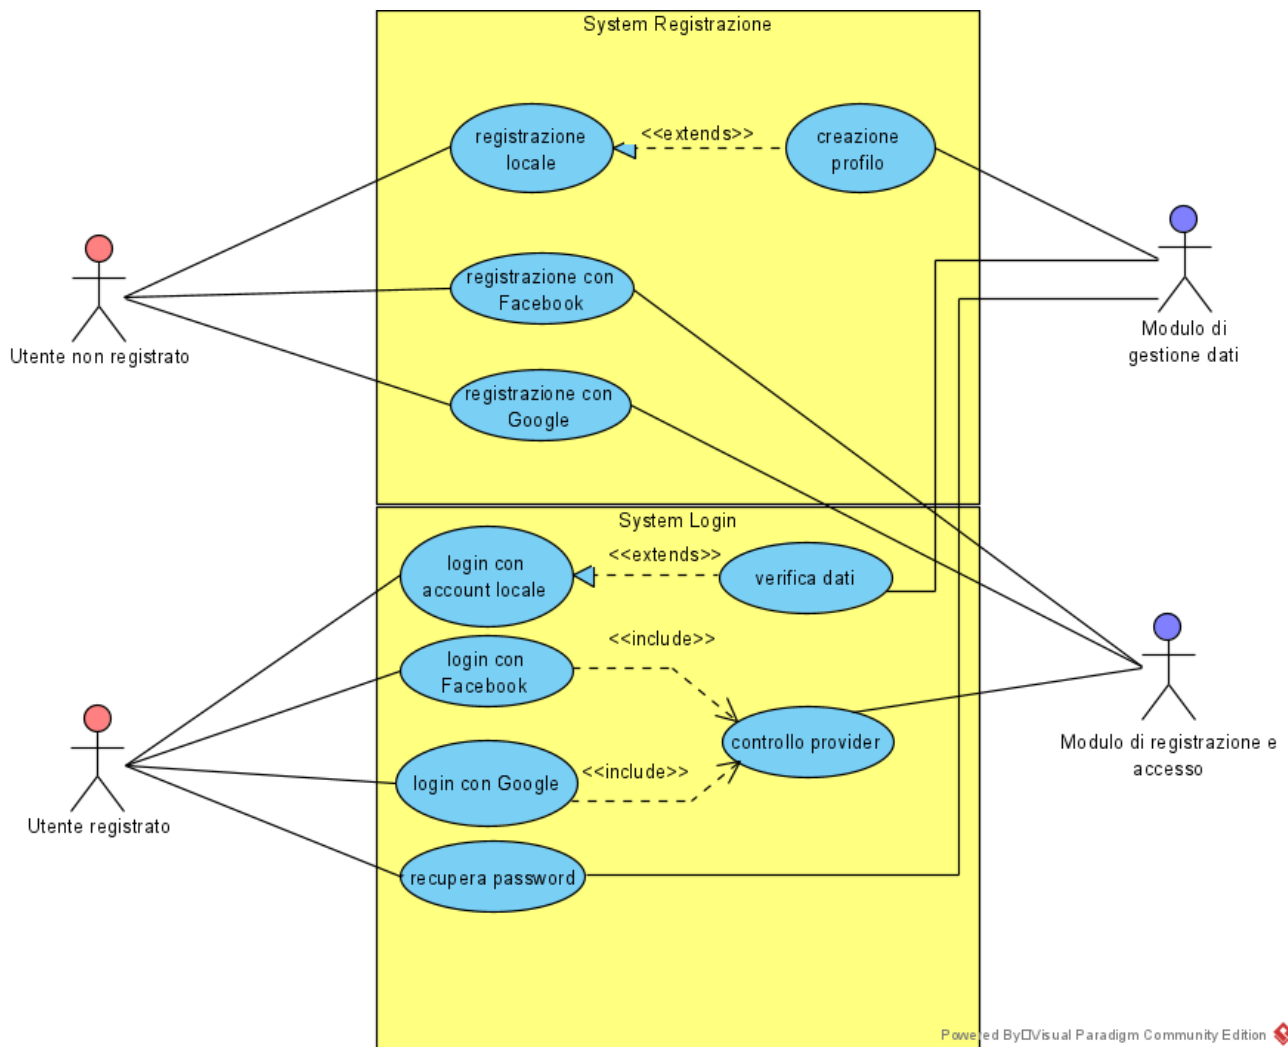 System Registrazione
registrazione
locale
<<extends>>
creazione
profilo
registrazione con
Facebook
registrazione con
Google
Utente non registrato
Modulo di
gestione dati
System Login
login con
account locale
<<extends>>
verifica dati
<<include>>
login con
Facebook
controllo provider
<<include>>
login con Google
recupera password
Utente registrato
Modulo di registrazione e
accesso
Powered By Visual Paradigm Community Edition